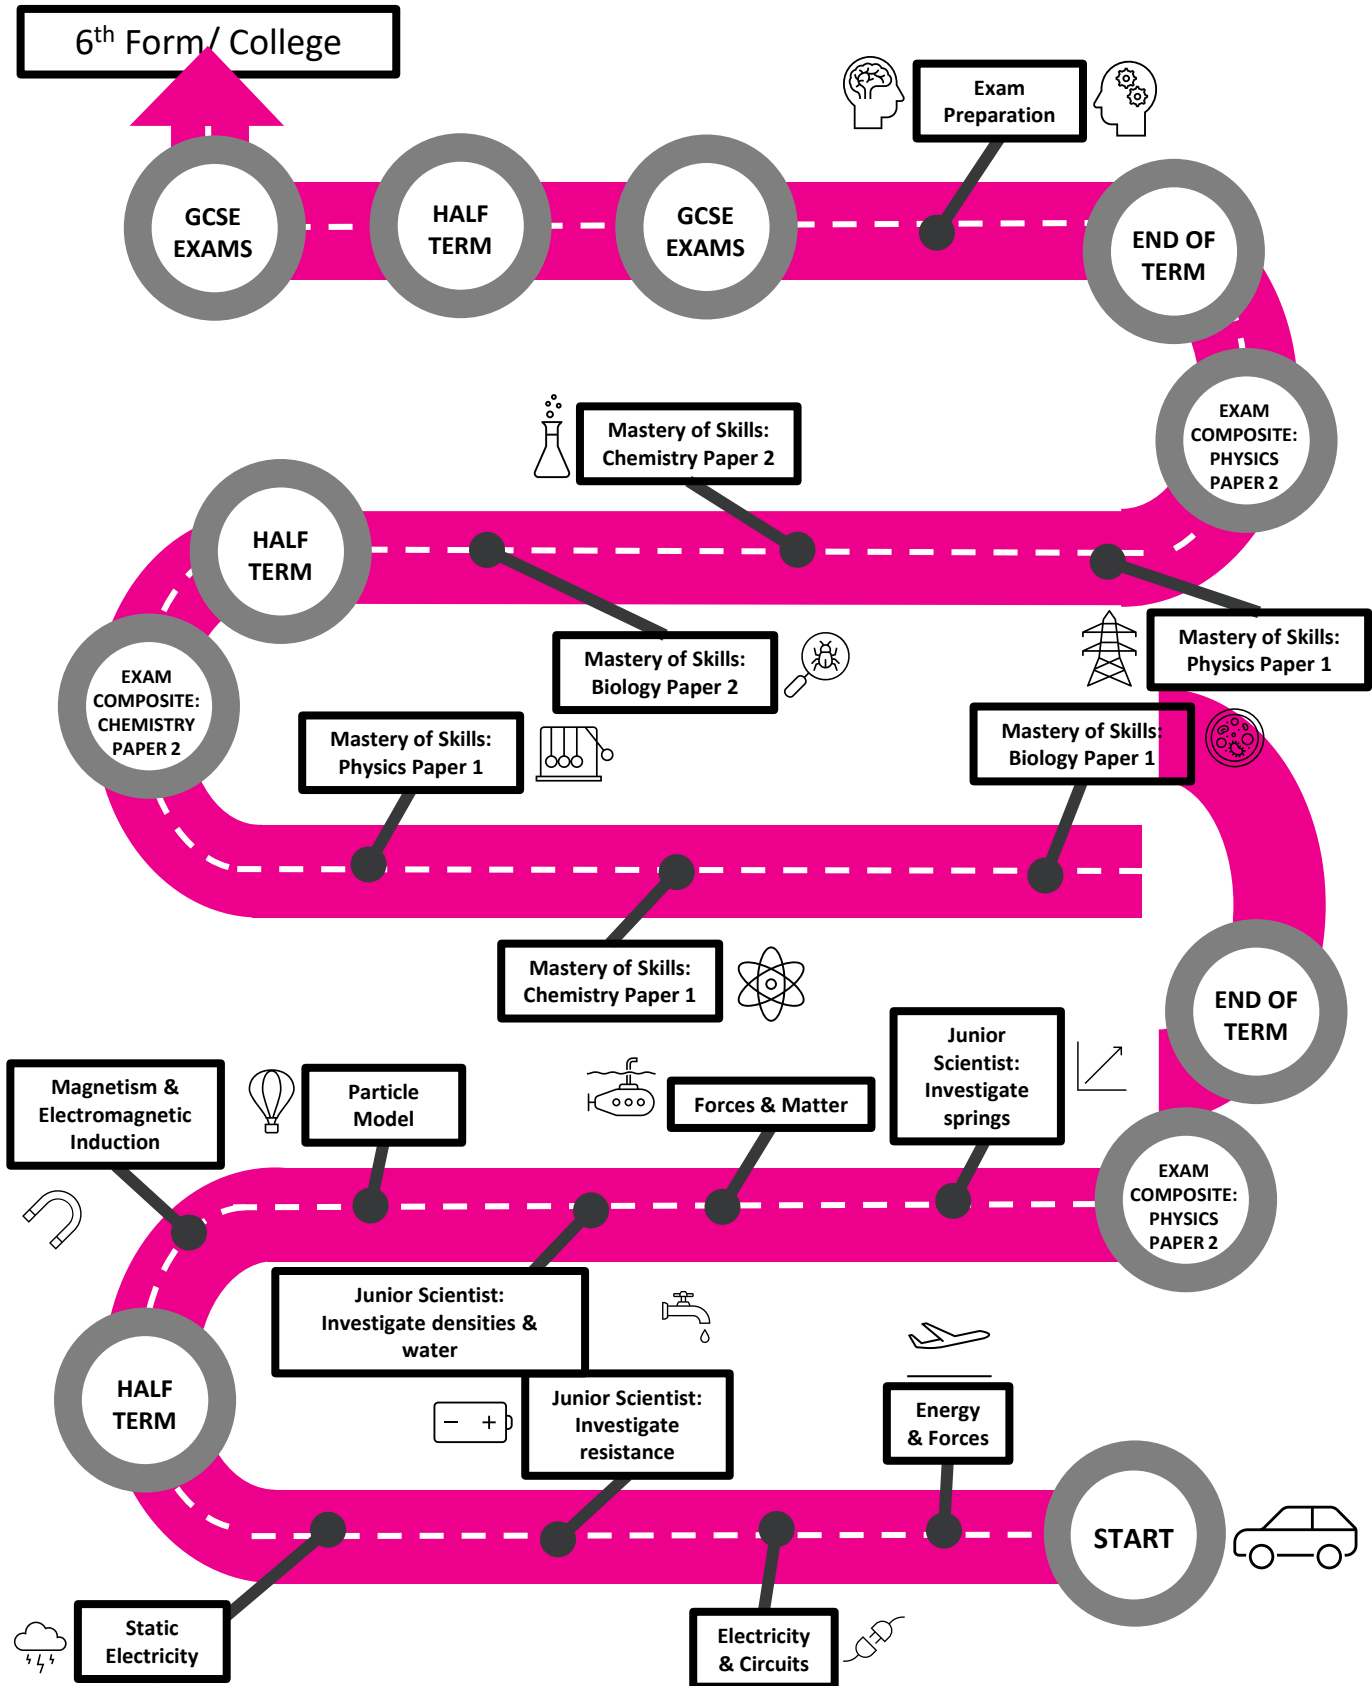 6th Form/ College
Exam
Preparation
GCSE
EXAMS
HALF
TERM
GCSE
EXAMS
END OF
TERM
EXAM
COMPOSITE:
PHYSICS
PAPER 2
Mastery of Skills:
Chemistry Paper 2
HALF
TERM
Mastery of Skills:
Biology Paper 2
Mastery of Skills:
Physics Paper 1
EXAM
COMPOSITE:
CHEMISTRY
PAPER 2
Mastery of Skills:
Physics Paper 1
Mastery of Skills:
Biology Paper 1
Mastery of Skills:
Chemistry Paper 1
END OF
TERM
Magnetism &
Electromagnetic
Induction
Particle
Model
Forces & Matter
Junior
Scientist:
Investigate
springs
EXAM
COMPOSITE:
PHYSICS
PAPER 2
Junior Scientist:
Investigate densities &
water
HALF
TERM
Junior Scientist:
Investigate
resistance
Energy
& Forces
START
Static
Electricity
Electricity
& Circuits